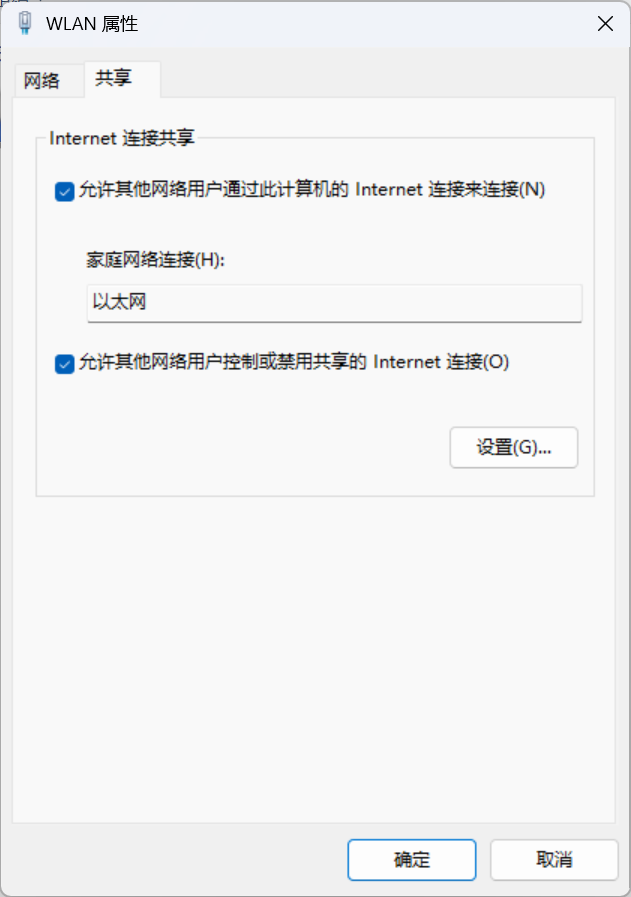 WLAN 属性
网络
共享
Internet 连接共享
允许其他网络用户通过此计算机的 Internet 连接来连接(N)
家庭网络连接(H):
以太网
允许其他网络用户控制或禁用共享的 Internet 连接(O)
设置(G)...
确定
取消